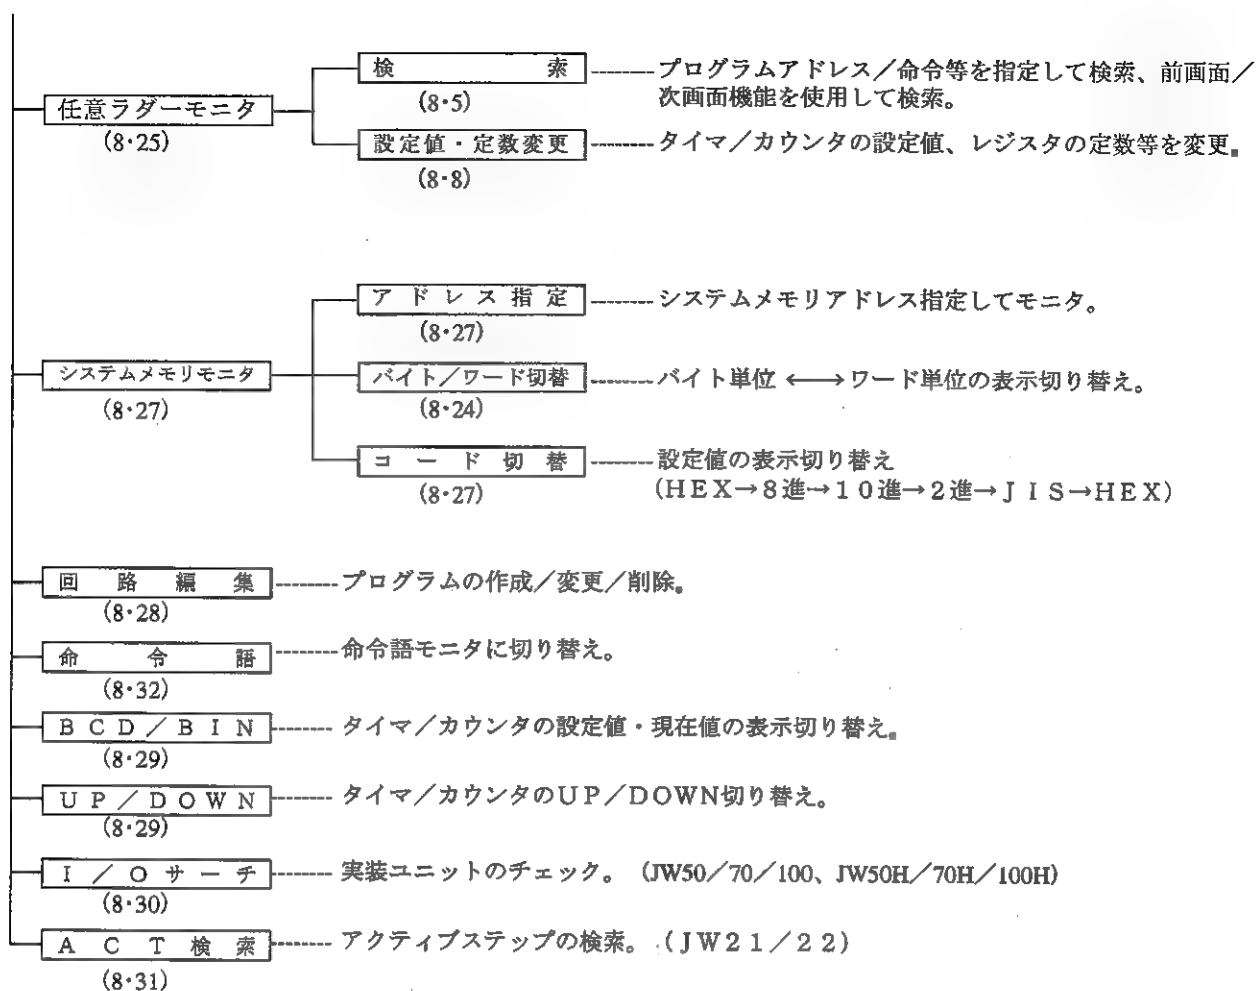 検索
プログラムアドレス／命令等を指定して検索、前画面／
次画面機能を使用して検索。
(8・5)
任意ラダーモニタ
(8・25)
設定値・定数変更
タイマ／カウンタの設定値、レジスタの定数等を変更。
(8・8)
アドレス指定
システムメモリアドレス指定してモニタ。
(8・27)
システムメモリモニタ
(8・27)
バイト／ワード切替
バイト単位 ←→ ワード単位の表示切り替え。
(8・24)
コード切替
設定値の表示切り替え
(HEX→8進→10進→2進→JIS→HEX)
(8・27)
回路編集
プログラムの作成／変更／削除。
(8・28)
命令語
命令語モニタに切り替え。
(8・32)
BCD／BIN
タイマ／カウンタの設定値・現在値の表示切り替え。
(8・29)
UP／DOWN
タイマ／カウンタのUP／DOWN切り替え。
(8・29)
I／Oサーチ
実装ユニットのチェック。（JW50／70／100、JW50H／70H／100H）
(8・30)
ACT検索
アクティブステップの検索。（JW21／22）
(8・31)